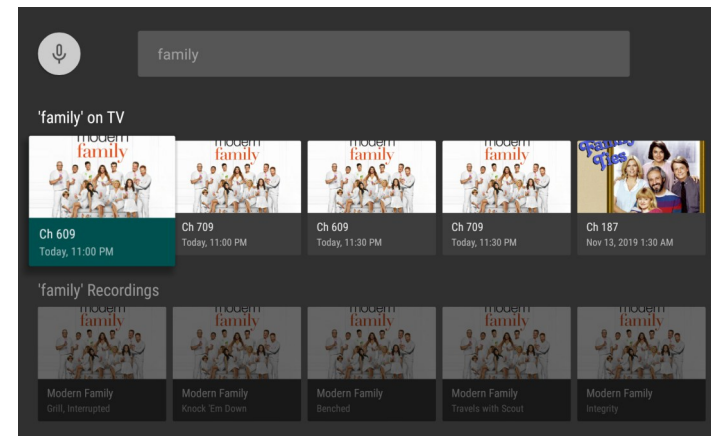 family
'family' on TV
modern
family
Ch 609
Today, 11:00 PM
modern
family
Ch 709
Today, 11:00 PM
modern
family
Ch 609
Today, 11:30 PM
modern
family
Ch 709
Today, 11:30 PM
Family
Ties
Ch 187
Nov 13, 2019 1:30 AM
'family' Recordings
modern
family
Modern Family
Grill, Interrupted
modern
family
Modern Family
Knock 'Em Down
modern
family
Modern Family
Benched
modern
family
Modern Family
Travels with Scout
modern
family
Modern Family
Integrity